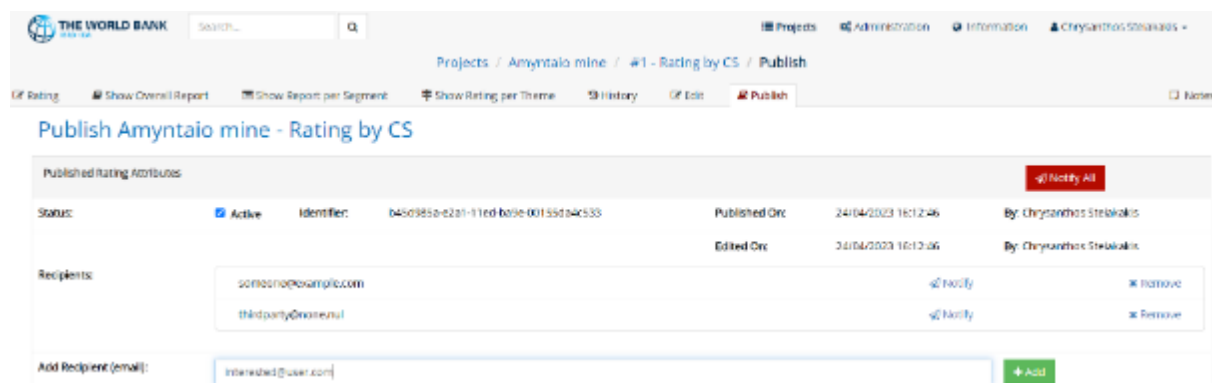 THE WORLD BANK Search... Projects Administration Information Chrysanthos Stelakakis
Projects / Amyntaio mine / #1 - Rating by CS / Publish
Rating Show Overall Report Show Report per Segment Show Rating per Theme History Edit Publish Notes
Publish Amyntaio mine - Rating by CS
Published Rating Attributes Notify All
Status: Active Identifier: Published On: 24/04/2023 16:12:46 By: Chrysanthos Stelakakis
Edited On: 24/04/2023 16:12:46 By: Chrysanthos Stelakakis
Recipients: someone@example.com Notify Remove
thirdparty@none.nul Notify Remove
Add Recipient (email): interested@user.com Add